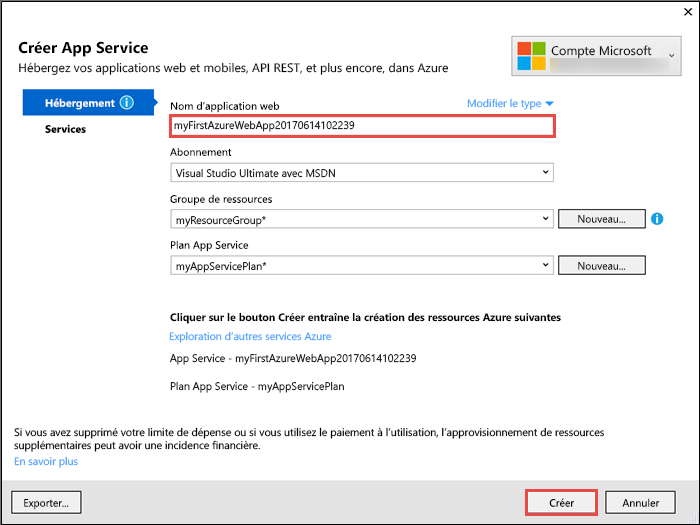 Créer App Service
Hébergez vos applications web et mobiles, API REST, et plus encore, dans Azure
Compte Microsoft
Hébergement
Services
Nom d'application web
Modifier le type
myFirstAzureWebApp20170614102239
Abonnement
Visual Studio Ultimate avec MSDN
Groupe de ressources
myResourceGroup*
Nouveau...
Plan App Service
myAppServicePlan*
Nouveau...
Cliquer sur le bouton Créer entraîne la création des ressources Azure suivantes
Exploration d'autres services Azure
App Service - myFirstAzureWebApp20170614102239
Plan App Service - myAppServicePlan
Si vous avez supprimé votre limite de dépense ou si vous utilisez le paiement à l'utilisation, l'approvisionnement de ressources
supplémentaires peut avoir une incidence financière.
En savoir plus
Exporter...
Créer
Annuler